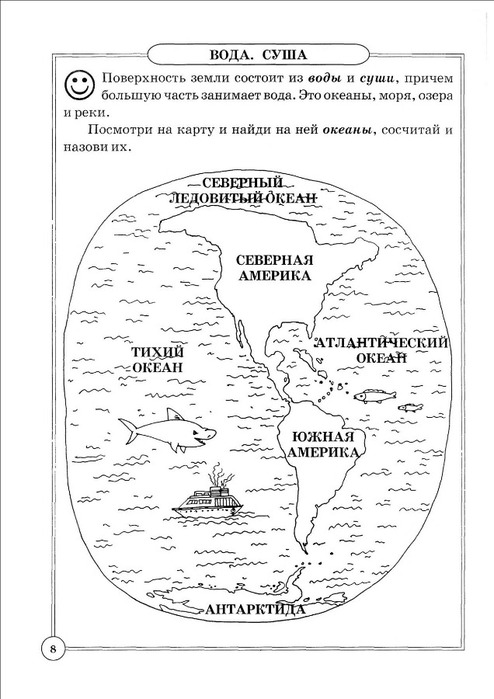 ВОДА. СУША
Поверхность земли состоит из воды и суши, причем
большую часть занимает вода. Это океаны, моря, озера
и реки.
Посмотри на карту и найди на ней океаны, сосчитай и
назови их.
СЕВЕРНЫЙ
ЛЕДОВИТЫЙ ОКЕАН
СЕВЕРНАЯ
АМЕРИКА
АТЛАНТИЧЕСКИЙ
ОКЕАН
ТИХИЙ
ОКЕАН
ЮЖНАЯ
АМЕРИКА
АНТАРКТИДА
8